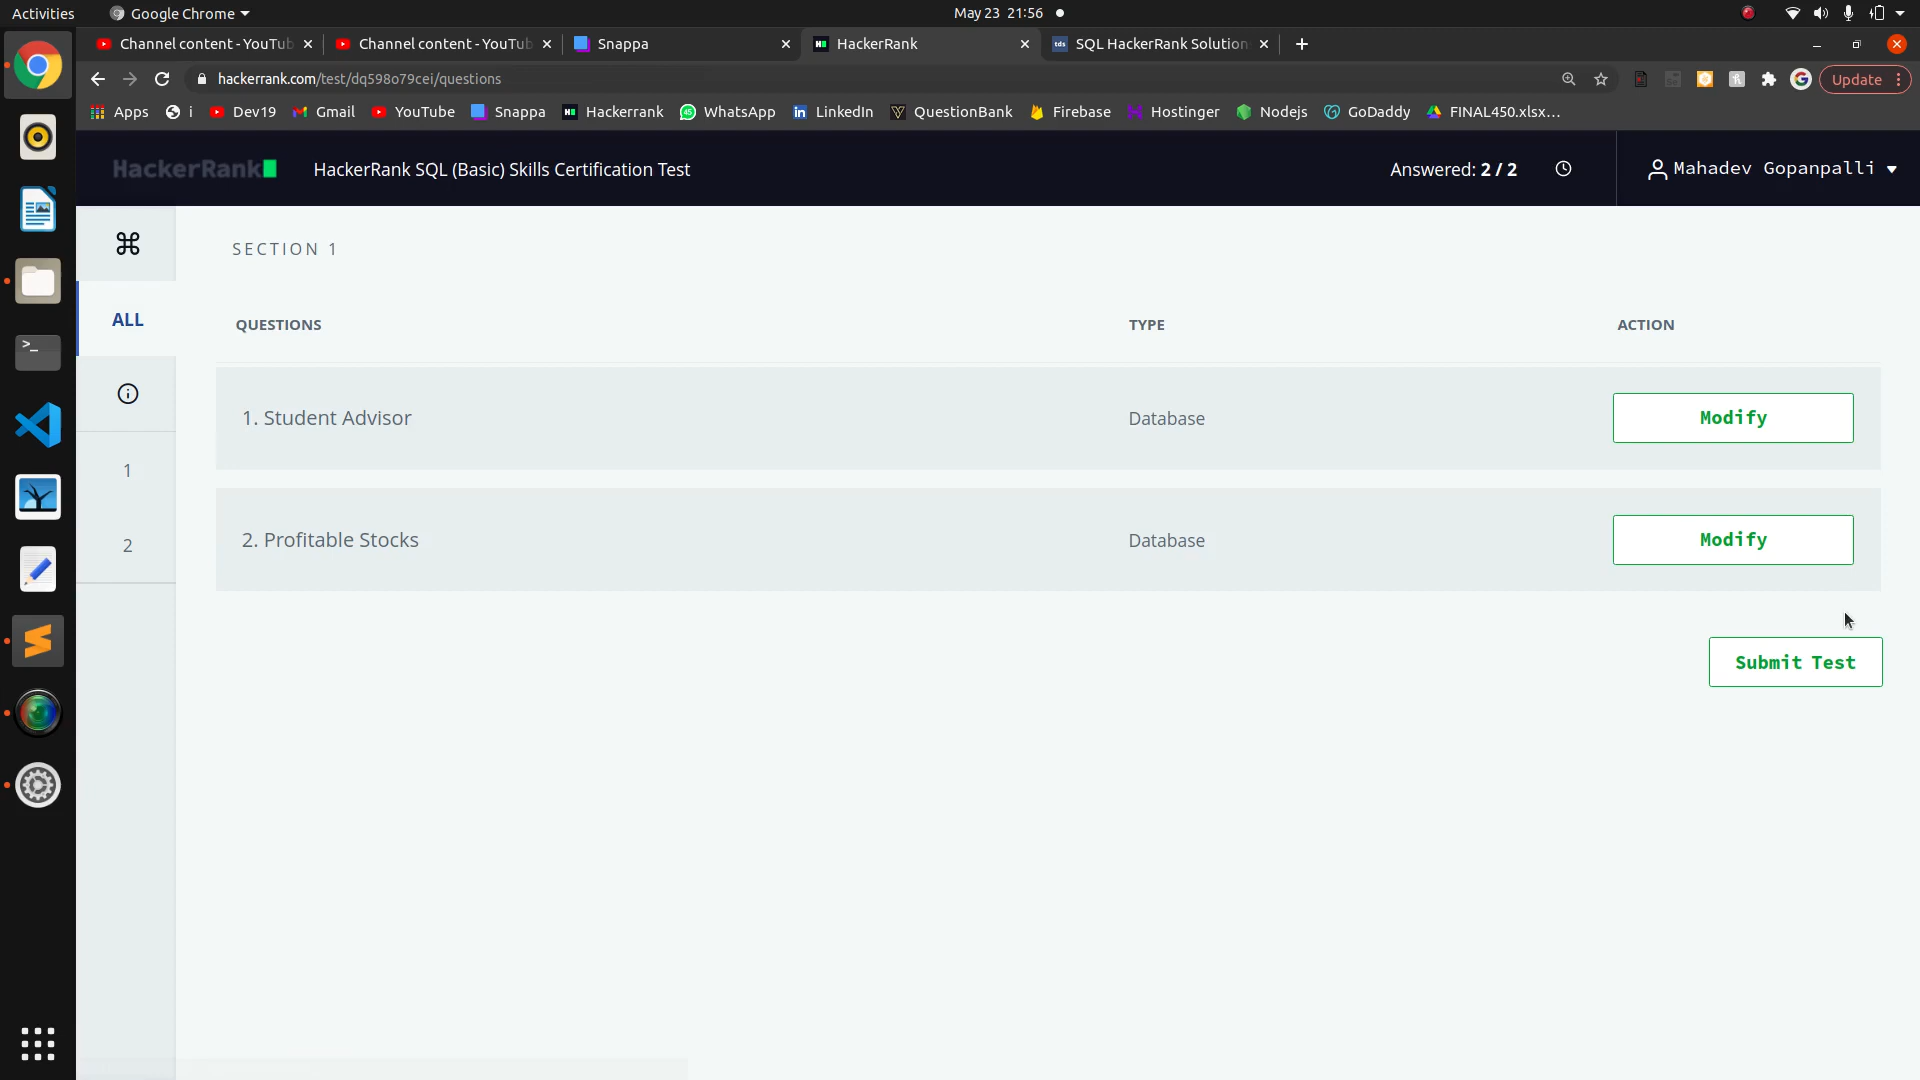 Activities
Google Chrome
May 23 21:56
Channel content - YouTub
Channel content - YouTub
Snappa
HackerRank
tds SQL HackerRank Solution
hackerrank.com/test/dq598o79cei/questions
Update
Apps
i
Dev19
Gmail
YouTube
Snappa
Hackerrank
WhatsApp
LinkedIn
QuestionBank
Firebase
Hostinger
Nodejs
GoDaddy
FINAL450.xlsx...
HackerRank
HackerRank SQL (Basic) Skills Certification Test
Answered: 2 / 2
Mahadev Gopanpalli
SECTION 1
ALL
QUESTIONS
TYPE
ACTION
1. Student Advisor
Database
Modify
1
2. Profitable Stocks
Database
Modify
2
Submit Test